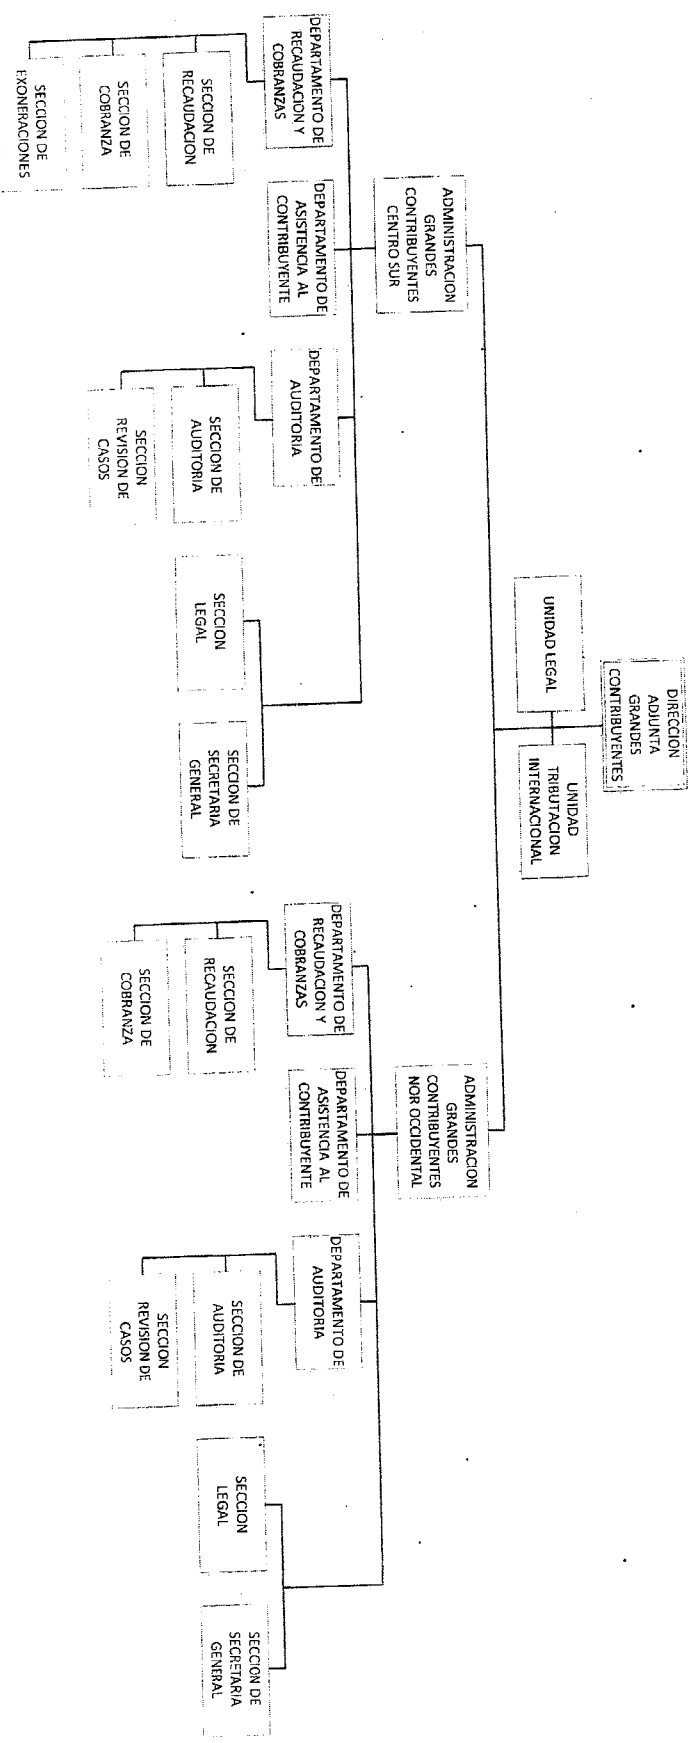 DIRECCION
ADJUNTA
GRANDES
CONTRIBUYENTES
UNIDAD LEGAL
UNIDAD
TRIBUTACION
INTERNACIONAL
ADMINISTRACION
GRANDES
CONTRIBUYENTES
CENTRO SUR
ADMINISTRACION
GRANDES
CONTRIBUYENTES
NOR OCCIDENTAL
DEPARTAMENTO DE
RECAUDACION Y
COBRANZAS
DEPARTAMENTO DE
ASISTENCIA AL
CONTRIBUYENTE
DEPARTAMENTO DE
AUDITORIA
SECCION DE
RECAUDACION
SECCION DE
COBRANZA
SECCION DE
EXONERACIONES
SECCION DE
AUDITORIA
SECCION
REVISION DE
CASOS
SECCION
LEGAL
SECCION DE
SECRETARIA
GENERAL
DEPARTAMENTO DE
RECAUDACION Y
COBRANZAS
DEPARTAMENTO DE
ASISTENCIA AL
CONTRIBUYENTE
DEPARTAMENTO DE
AUDITORIA
SECCION DE
RECAUDACION
SECCION DE
COBRANZA
SECCION DE
AUDITORIA
SECCION
REVISION DE
CASOS
SECCION
LEGAL
SECCION DE
SECRETARIA
GENERAL